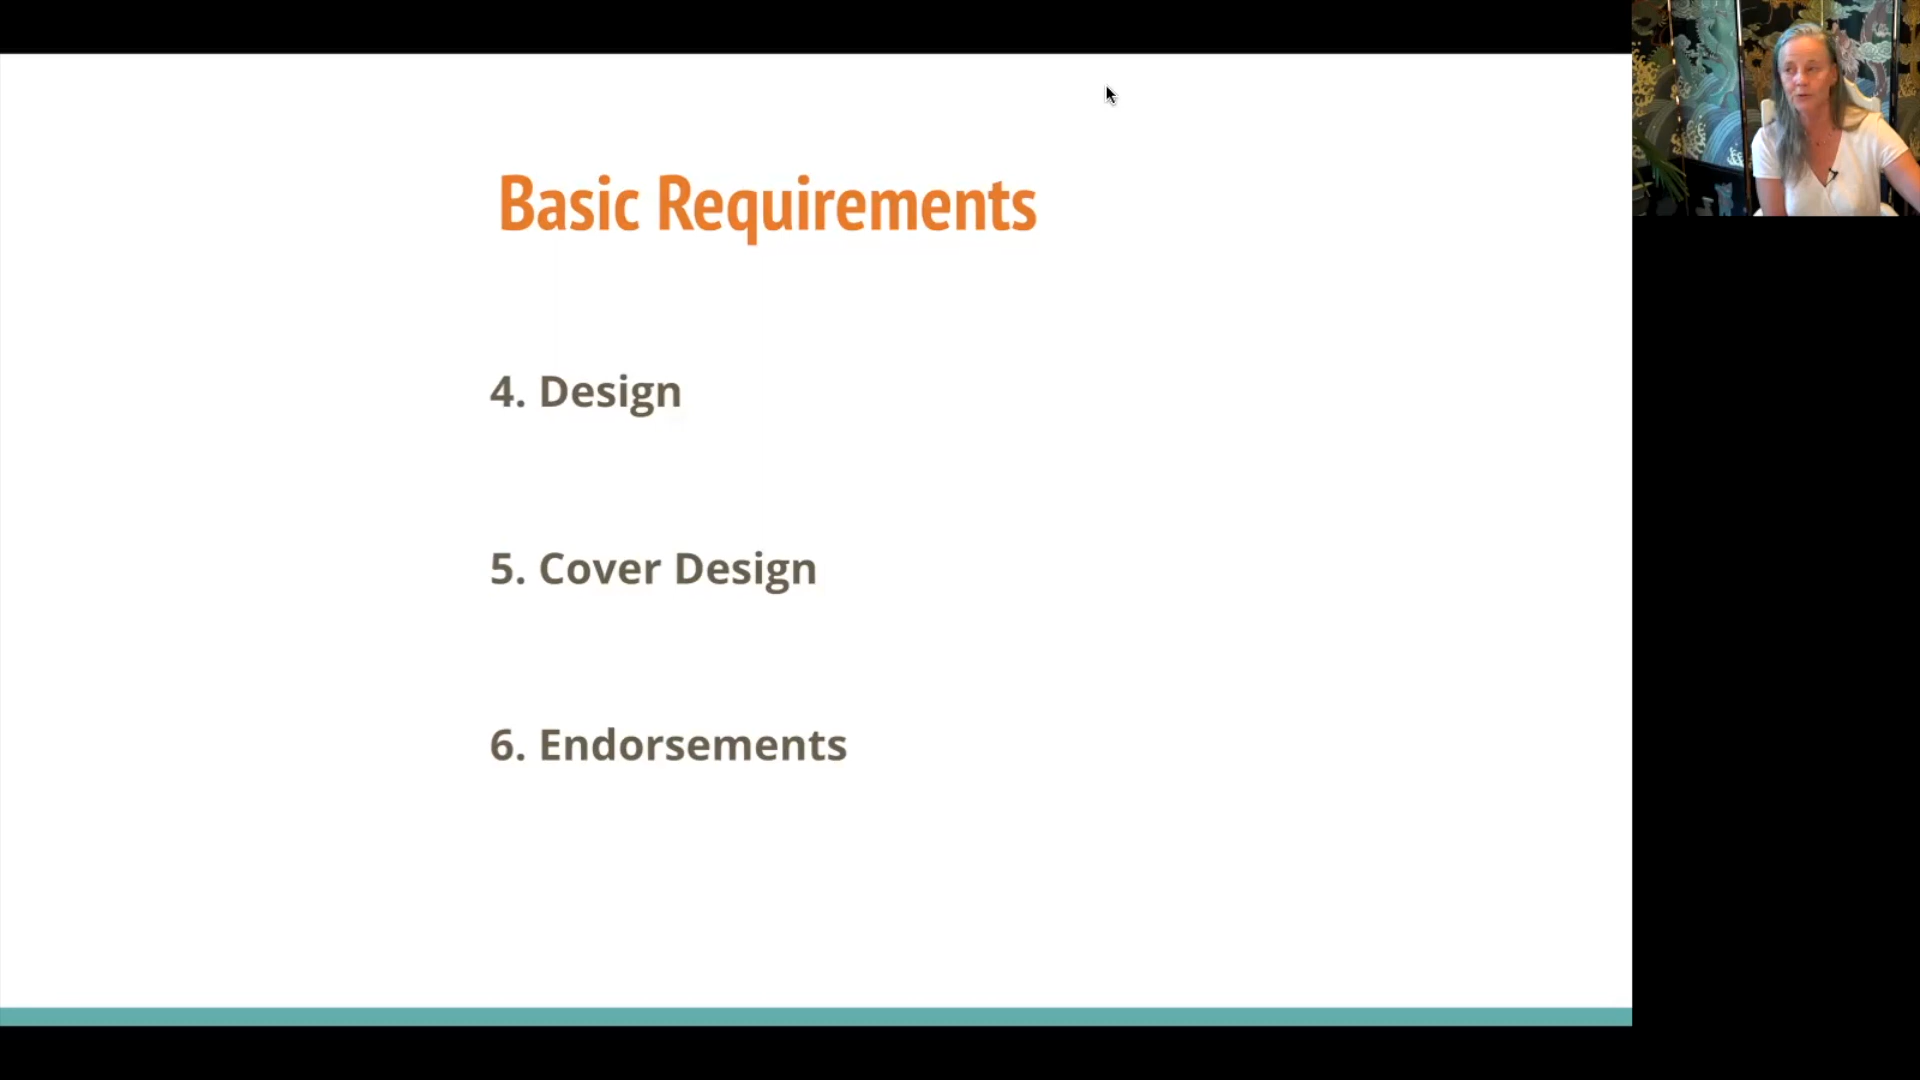 Basic Requirements
4. Design
5. Cover Design
6. Endorsements